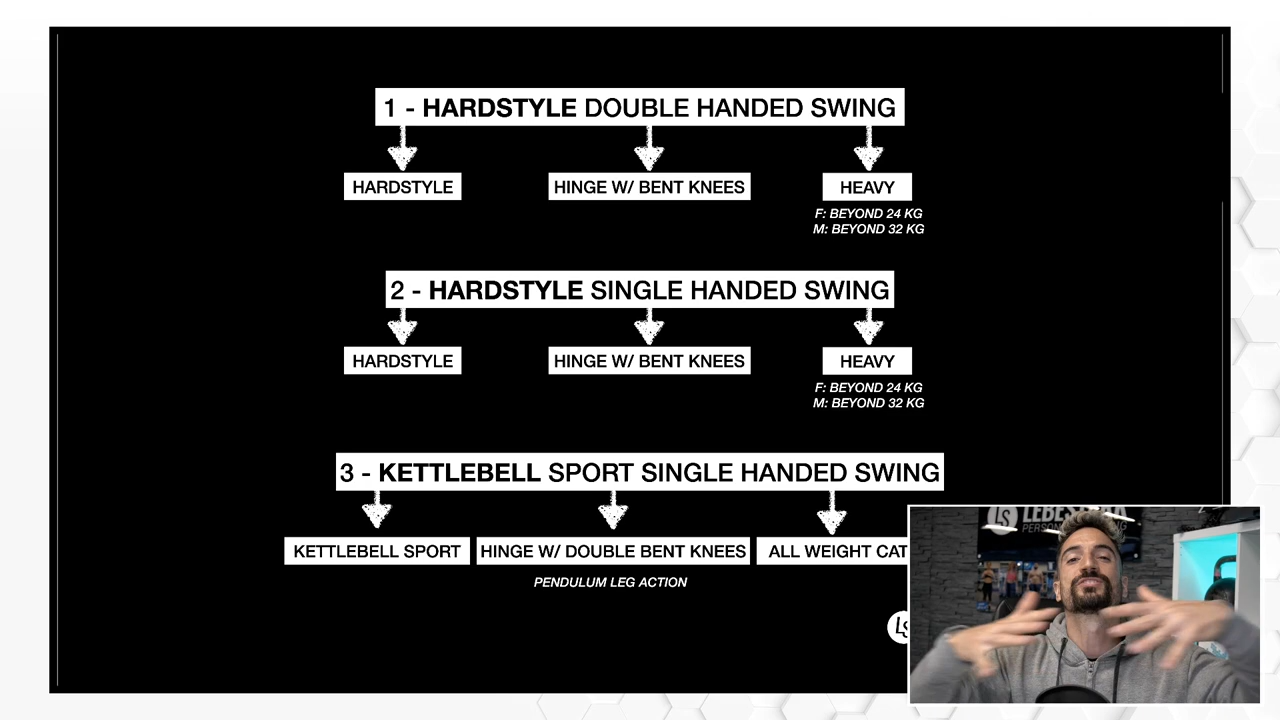 1 - HARDSTYLE DOUBLE HANDED SWING
HARDSTYLE HINGE W/ BENT KNEES HEAVY
F: BEYOND 24 KG
M: BEYOND 32 KG
2 - HARDSTYLE SINGLE HANDED SWING
HARDSTYLE HINGE W/ BENT KNEES HEAVY
F: BEYOND 24 KG
M: BEYOND 32 KG
3 - KETTLEBELL SPORT SINGLE HANDED SWING
KETTLEBELL SPORT HINGE W/ DOUBLE BENT KNEES ALL WEIGHT CAT
PENDULUM LEG ACTION
LS